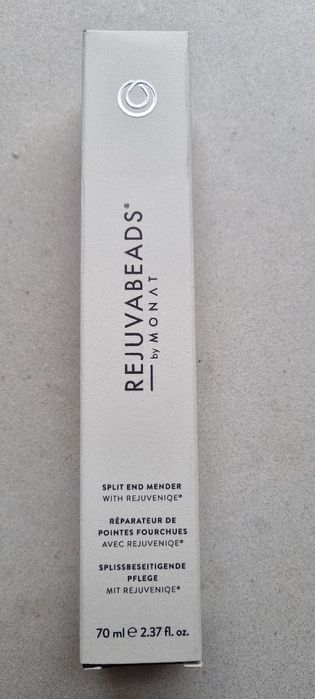 REJUVABEADS®
by MONAT
SPLIT END MENDER
WITH REJUVENIQE®
RÉPARATEUR DE
POINTES FOURCHUES
AVEC REJUVENIQE®
SPLISSBESEITIGENDE
PFLEGE
MIT REJUVENIQE®
70 ml ℮ 2.37 fl. oz.